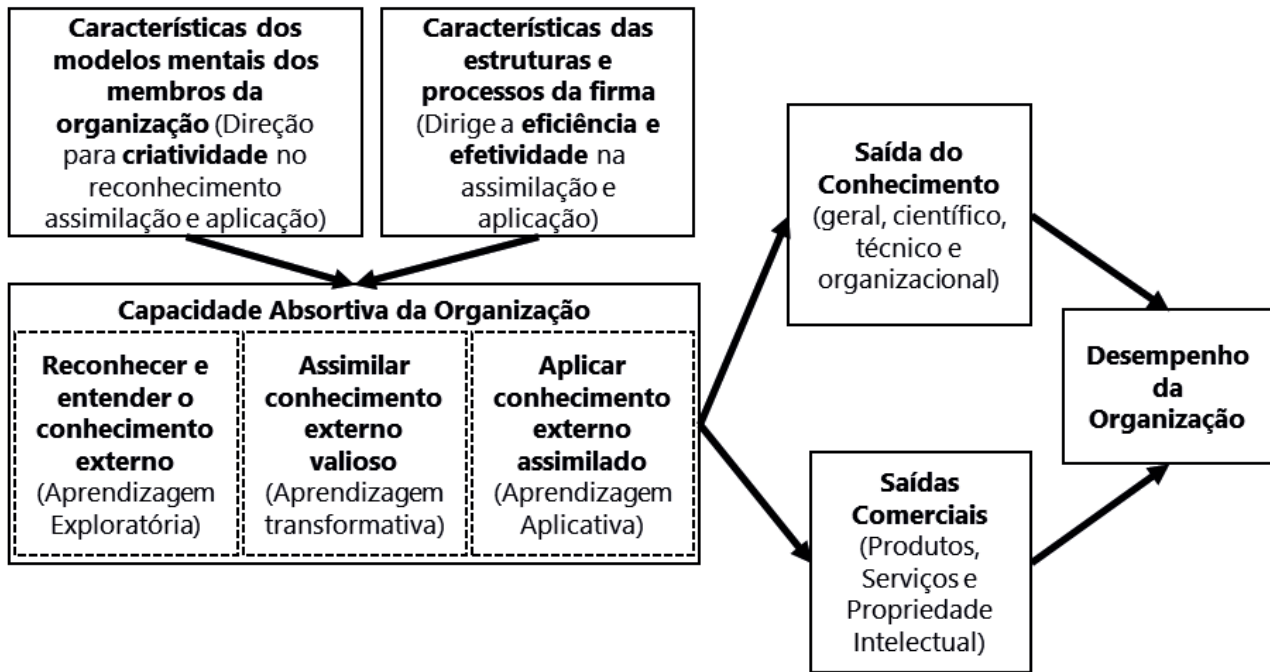 Características dos
modelos mentais dos
membros da
organização (Direção
para criatividade no
reconhecimento
assimilação e aplicação)
Características das
estruturas e
processos da firma
(Dirige a eficiência e
efetividade na
assimilação e
aplicação)
Capacidade Absortiva da Organização
Reconhecer e
entender o
conhecimento
externo
(Aprendizagem
Exploratória)
Assimilar
conhecimento
externo
valioso
(Aprendizagem
transformativa)
Aplicar
conhecimento
externo
assimilado
(Aprendizagem
Aplicativa)
Saída do
Conhecimento
(geral, científico,
técnico e
organizacional)
Saídas
Comerciais
(Produtos,
Serviços e
Propriedade
Intelectual)
Desempenho
da
Organização